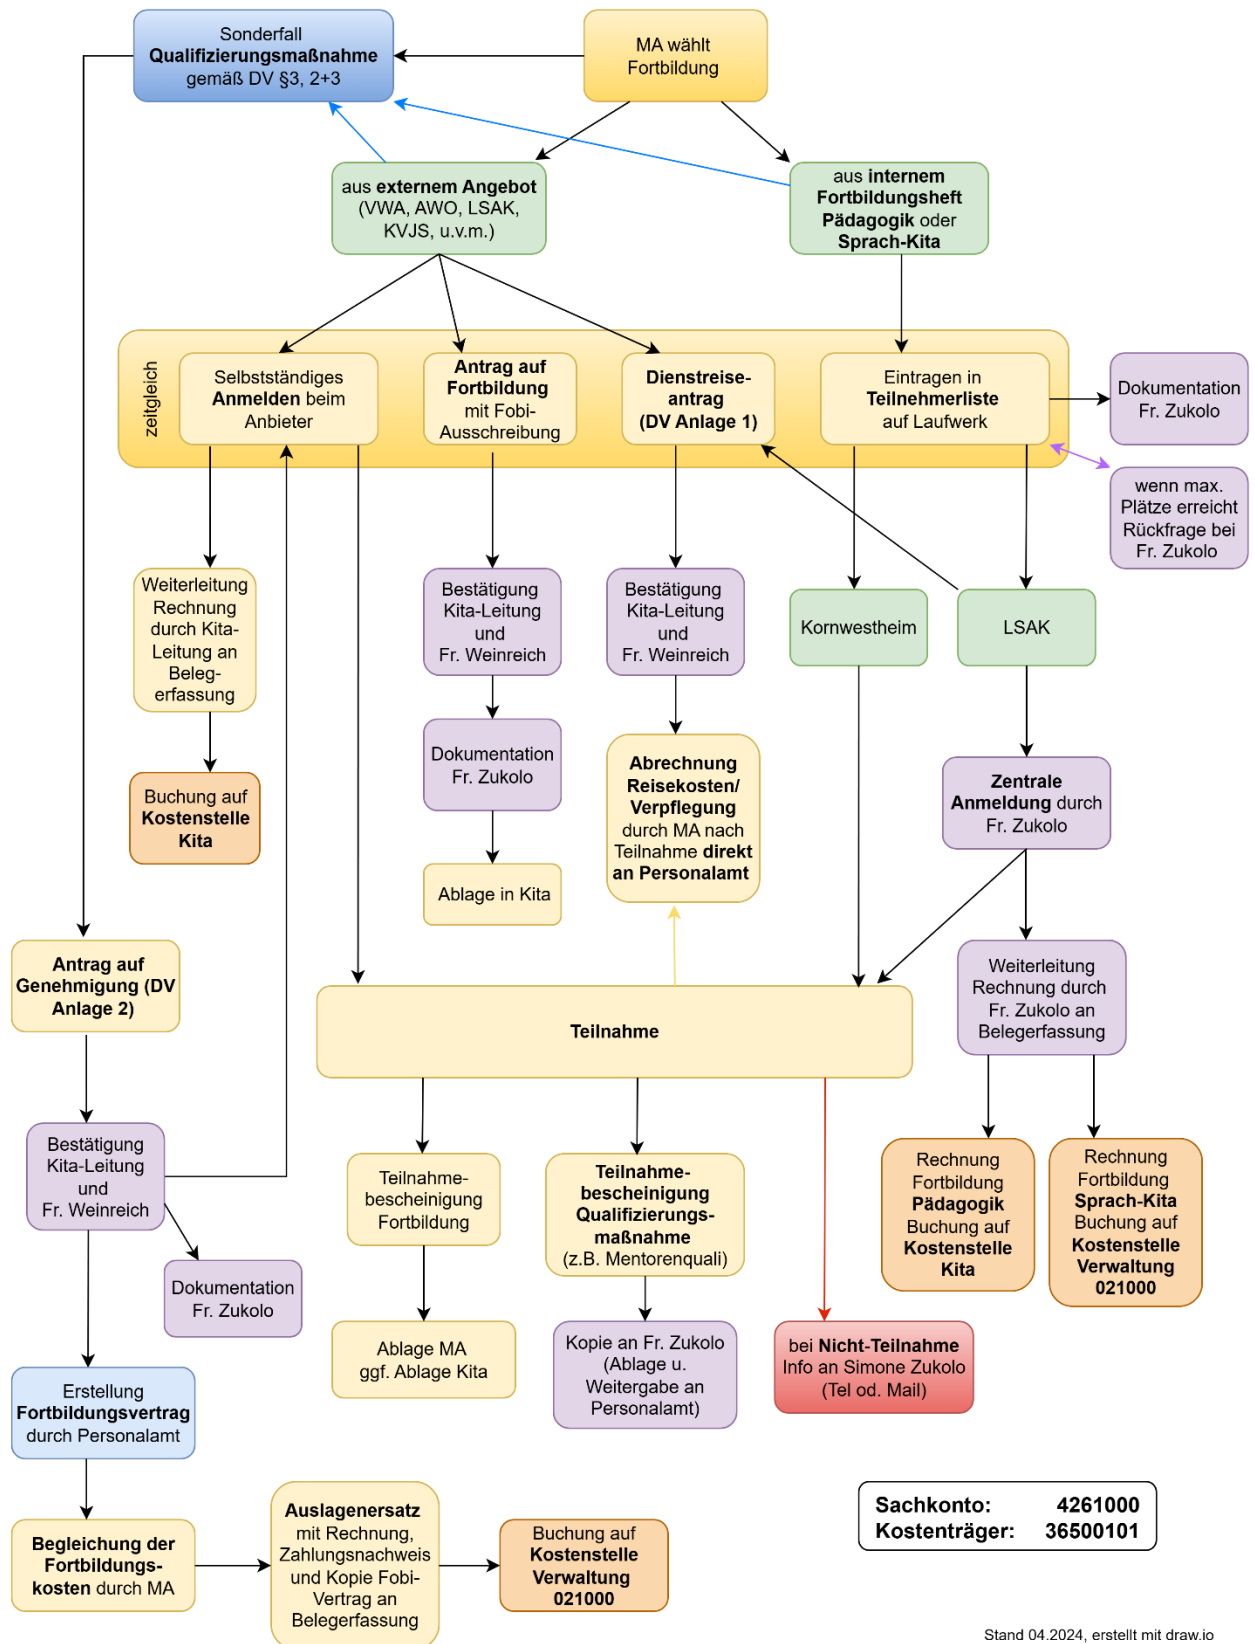 Sonderfall
Qualifizierungsmaßnahme
gemäß DV §3, 2+3
MA wählt
Fortbildung
aus externem Angebot
(VWA, AWO, LSAK,
KVJS, u.v.m.)
aus internem
Fortbildungsheft
Pädagogik oder
Sprach-Kita
zeitgleich
Selbstständiges
Anmelden beim
Anbieter
Antrag auf
Fortbildung
mit Fobi-
Ausschreibung
Dienstreise-
antrag
(DV Anlage 1)
Eintragen in
Teilnehmerliste
auf Laufwerk
Dokumentation
Fr. Zukolo
wenn max.
Plätze erreicht
Rückfrage bei
Fr. Zukolo
Weiterleitung
Rechnung
durch Kita-
Leitung an
Beleg-
erfassung
Bestätigung
Kita-Leitung
und
Fr. Weinreich
Bestätigung
Kita-Leitung
und
Fr. Weinreich
Kornwestheim
LSAK
Buchung auf
Kostenstelle
Kita
Dokumentation
Fr. Zukolo
Abrechnung
Reisekosten/
Verpflegung
durch MA nach
Teilnahme direkt
an Personalamt
Zentrale
Anmeldung durch
Fr. Zukolo
Ablage in Kita
Antrag auf
Genehmigung (DV
Anlage 2)
Teilnahme
Weiterleitung
Rechnung durch
Fr. Zukolo an
Belegerfassung
Bestätigung
Kita-Leitung
und
Fr. Weinreich
Teilnahme-
bescheinigung
Fortbildung
Teilnahme-
bescheinigung
Qualifizierungs-
maßnahme
(z.B. Mentorenquali)
Rechnung
Fortbildung
Pädagogik
Buchung auf
Kostenstelle
Kita
Rechnung
Fortbildung
Sprach-Kita
Buchung auf
Kostenstelle
Verwaltung
021000
Dokumentation
Fr. Zukolo
Ablage MA
ggf. Ablage Kita
Kopie an Fr. Zukolo
(Ablage u.
Weitergabe an
Personalamt)
bei Nicht-Teilnahme
Info an Simone Zukolo
(Tel od. Mail)
Erstellung
Fortbildungsvertrag
durch Personalamt
Begleichung der
Fortbildungs-
kosten durch MA
Auslagenersatz
mit Rechnung,
Zahlungsnachweis
und Kopie Fobi-
Vertrag an
Belegerfassung
Buchung auf
Kostenstelle
Verwaltung
021000
Sachkonto: 4261000
Kostenträger: 36500101
Stand 04.2024, erstellt mit draw.io